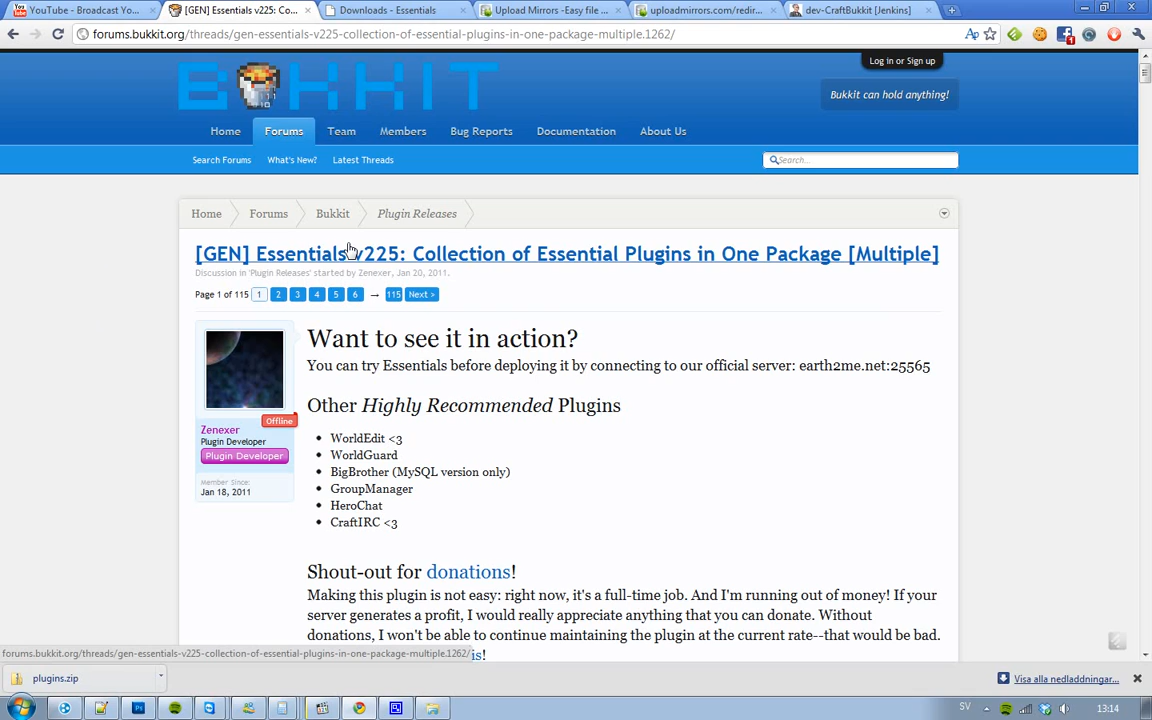 YouTube - Broadcast Yo...
[GEN] Essentials v225: Co...
Downloads - Essentials
Upload Mirrors -Easy file ...
uploadmirrors.com/redir...
dev-CraftBukkit [Jenkins]
forums.bukkit.org/threads/gen-essentials-v225-collection-of-essential-plugins-in-one-package-multiple.1262/
1
Log in or Sign up
BUKKIT
Bukkit can hold anything!
Home
Forums
Team
Members
Bug Reports
Documentation
About Us
Search Forums
What's New?
Latest Threads
Search...
Home
Forums
Bukkit
Plugin Releases
[GEN] Essentials v225: Collection of Essential Plugins in One Package [Multiple]
Discussion in 'Plugin Releases' started by Zenexer, Jan 20, 2011.
Page 1 of 115 1 2 3 4 5 6 → 115 Next >
Want to see it in action?
You can try Essentials before deploying it by connecting to our official server: earth2me.net:25565
Other Highly Recommended Plugins
Offline
Zenexer
Plugin Developer
Plugin Developer
Member Since:
Jan 18, 2011
• WorldEdit <3
• WorldGuard
• BigBrother (MySQL version only)
• GroupManager
• HeroChat
• CraftIRC <3
Shout-out for donations!
Making this plugin is not easy: right now, it's a full-time job. And I'm running out of money! If your
server generates a profit, I would really appreciate anything that you can donate. Without
donations, I won't be able to continue maintaining the plugin at the current rate--that would be bad.
is!
forums.bukkit.org/threads/gen-essentials-v225-collection-of-essential-plugins-in-one-package-multiple.1262/
plugins.zip
Visa alla nedladdningar...
SV
13:14